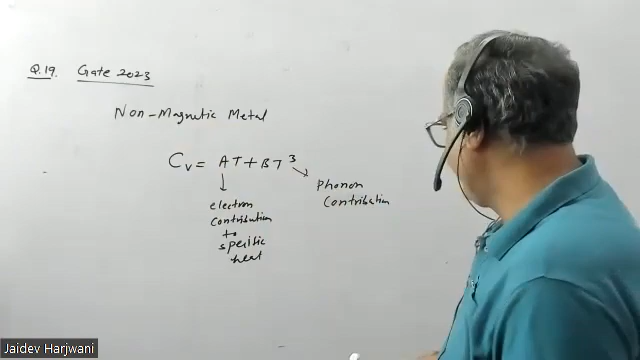 Q.19. Gate 2023
Non-Magnetic Metal
Cv = AT + BT³
Phonon
Contribution
electron
contribution
to
specific
heat
Jaidev Harjwani